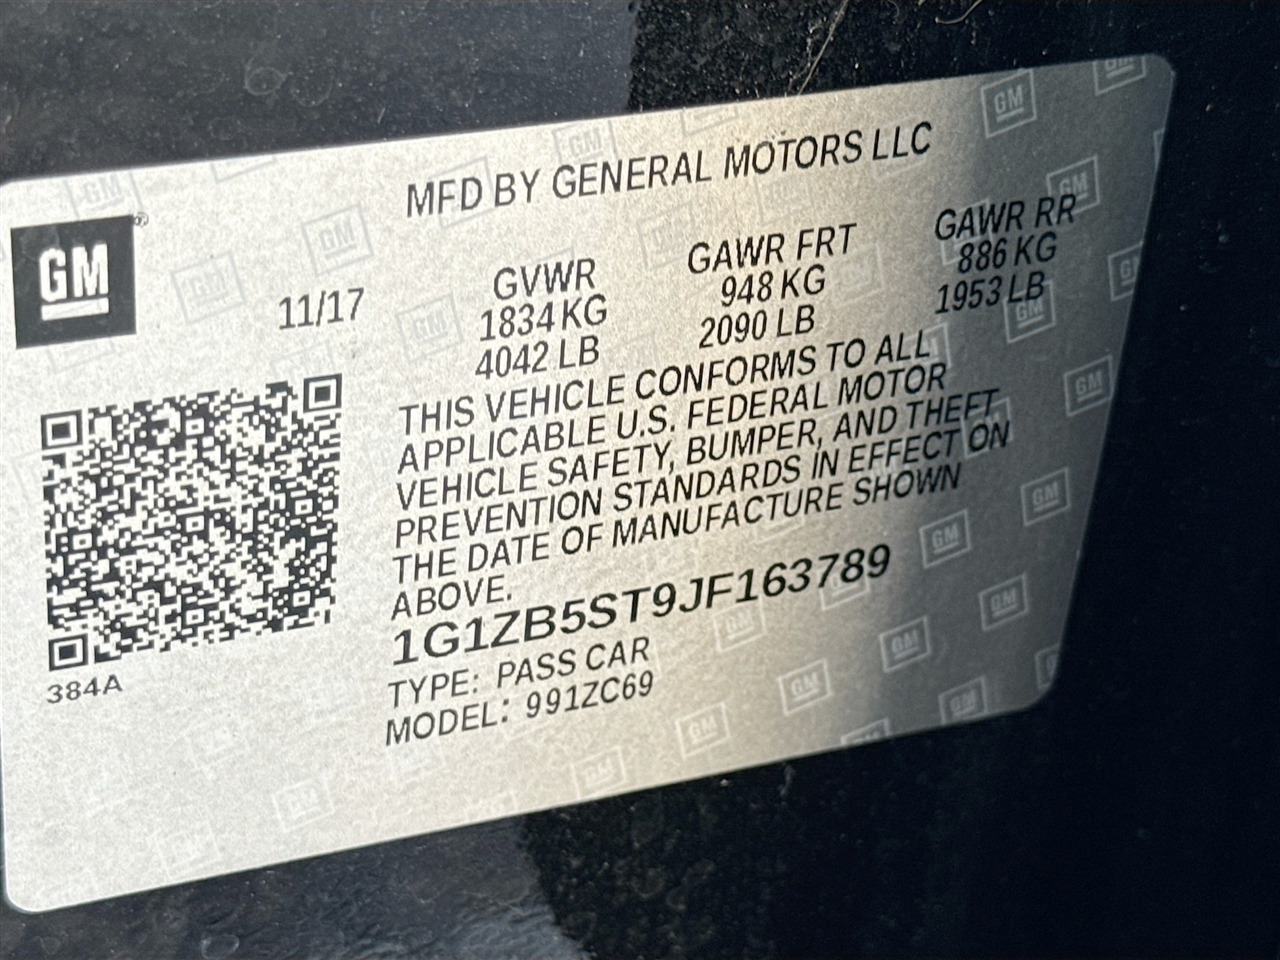 MFD BY GENERAL MOTORS LLC
GM®
11/17
GVWR
1834 KG
4042 LB
GAWR FRT
948 KG
2090 LB
GAWR RR
886 KG
1953 LB
THIS VEHICLE CONFORMS TO ALL
APPLICABLE U.S. FEDERAL MOTOR
VEHICLE SAFETY, BUMPER, AND THEFT
PREVENTION STANDARDS IN EFFECT ON
THE DATE OF MANUFACTURE SHOWN
ABOVE.
1G1ZB5ST9JF163789
TYPE: PASS CAR
MODEL: 991ZC69
384A